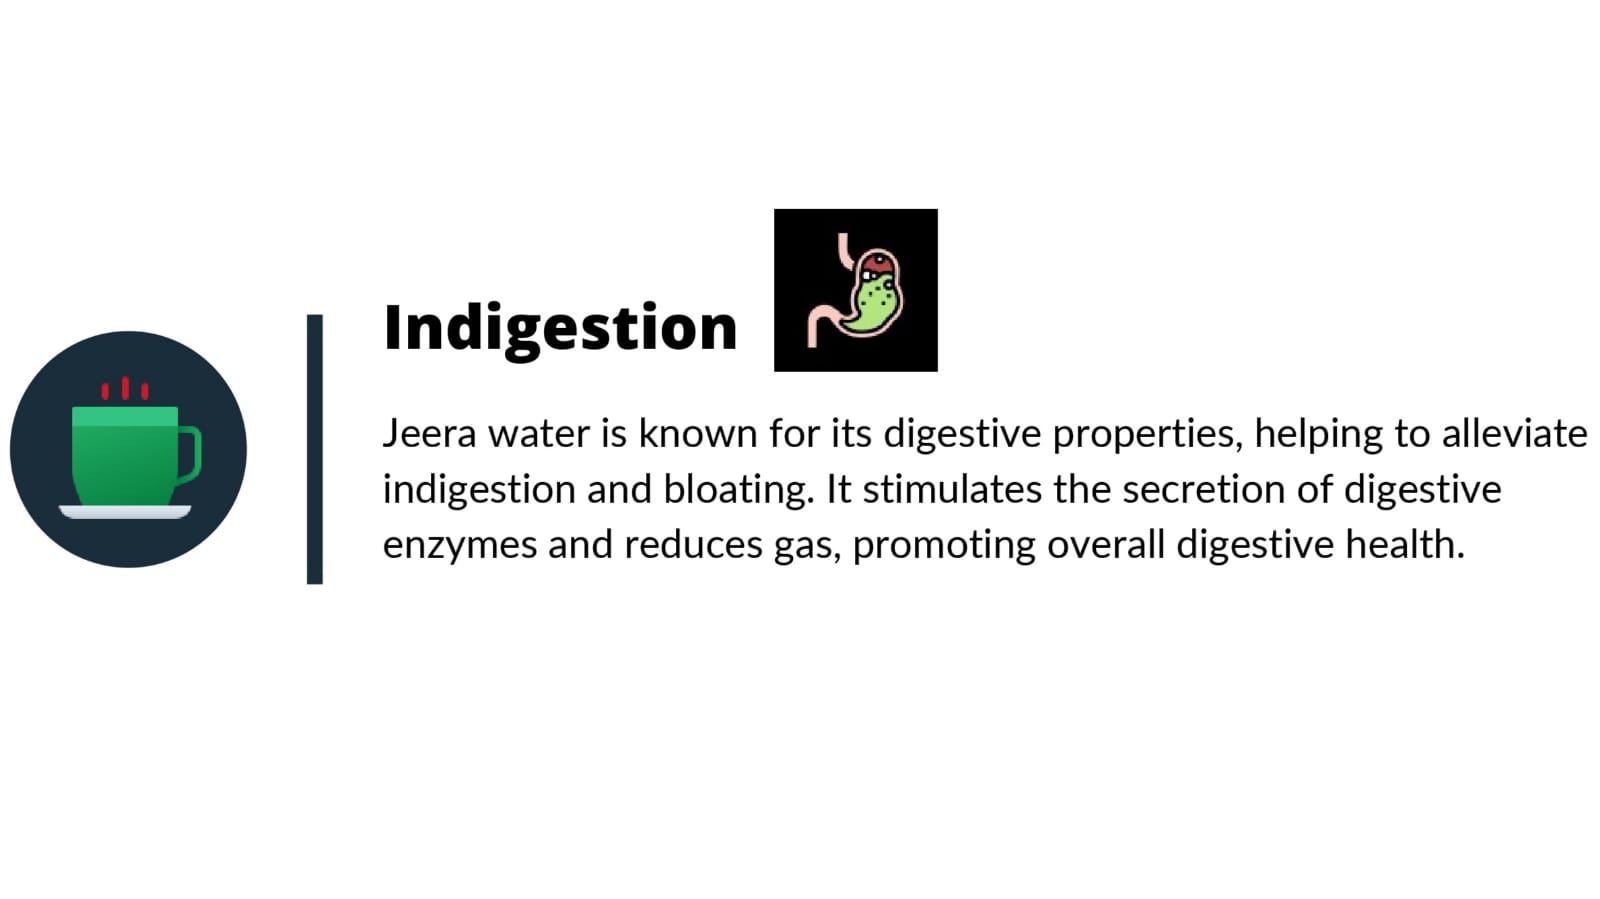 Indigestion
Jeera water is known for its digestive properties, helping to alleviate
indigestion and bloating. It stimulates the secretion of digestive
enzymes and reduces gas, promoting overall digestive health.